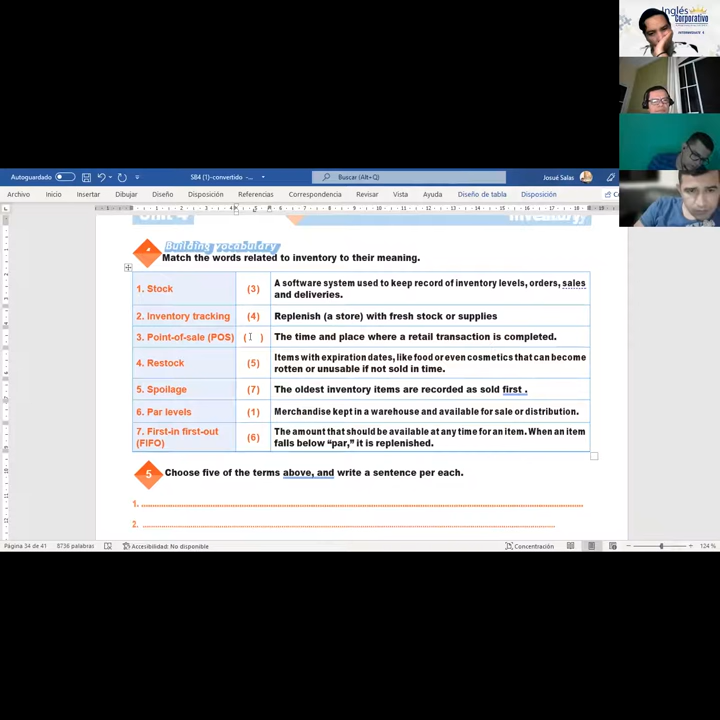 Inglés
Corporativo
INTERMEDIATE 4
Autoguardado
S84 (1)-convertido
Buscar (Alt+Q)
Josué Salas
Archivo Inicio Insertar Dibujar Disposición Referencias Correspondencia Revisar Vista Ayuda Diseño de tabla Disposición
Unit 4 Inventory
Building vocabulary
Match the words related to inventory to their meaning.
1. Stock (3) A software system used to keep record of inventory levels, orders, sales
and deliveries.
2. Inventory tracking (4) Replenish (a store) with fresh stock or supplies
3. Point-of-sale (POS) ( ) The time and place where a retail transaction is completed.
4. Restock (5) Items with expiration dates, like food or even cosmetics that can become
rotten or unusable if not sold in time.
5. Spoilage (7) The oldest inventory items are recorded as sold first .
6. Par levels (1) Merchandise kept in a warehouse and available for sale or distribution.
7. First-in first-out
(FIFO) (6) The amount that should be available at any time for an item. When an item
falls below “par,” it is replenished.
5 Choose five of the terms above, and write a sentence per each.
1.
2.
Página 34 de 41 8736 palabras Accesibilidad: No disponible Concentración 124 %